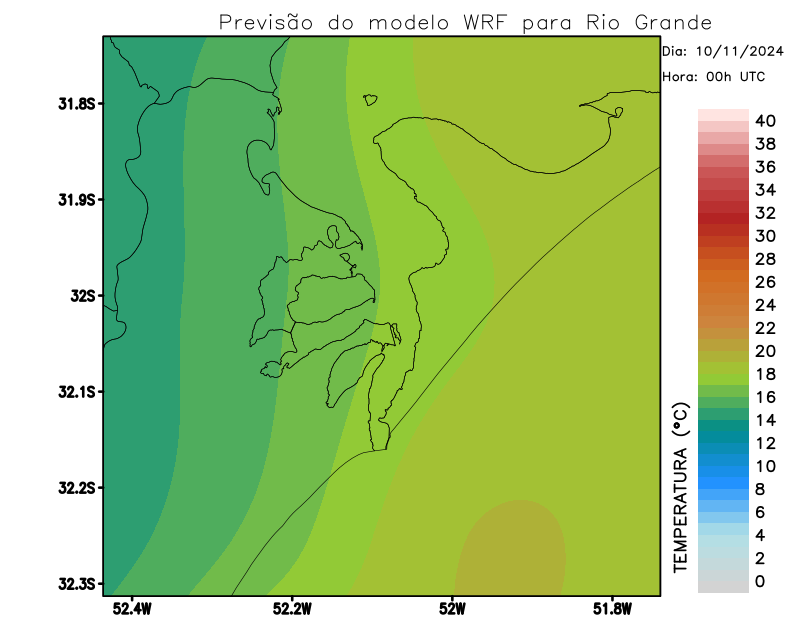 Previsão do modelo WRF para Rio Grande
Dia: 10/11/2024
Hora: 00h UTC
31.8S
31.9S
32S
32.1S
32.2S
32.3S
52.4W
52.2W
52W
51.8W
TEMPERATURA (°C)
40
38
36
34
32
30
28
26
24
22
20
18
16
14
12
10
8
6
4
2
0